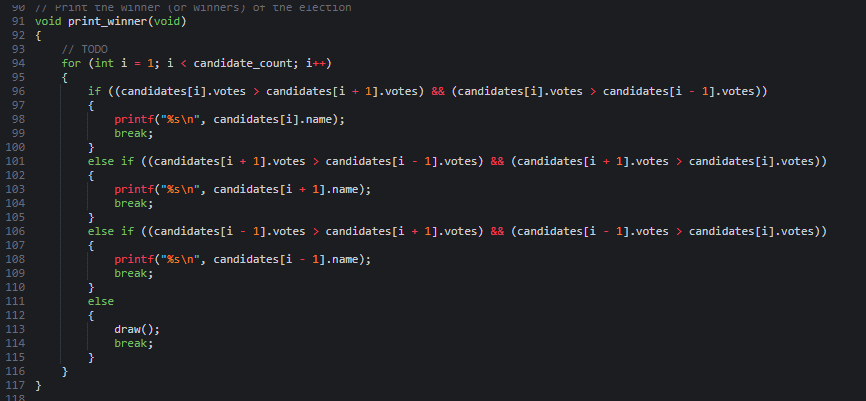 90 // Print the winner (or winners) of the election
91 void print_winner(void)
92 {
93     // TODO
94     for (int i = 1; i < candidate_count; i++)
95     {
96         if ((candidates[i].votes > candidates[i + 1].votes) && (candidates[i].votes > candidates[i - 1].votes))
97         {
98             printf("%s\n", candidates[i].name);
99             break;
100         }
101         else if ((candidates[i + 1].votes > candidates[i - 1].votes) && (candidates[i + 1].votes > candidates[i].votes))
102         {
103             printf("%s\n", candidates[i + 1].name);
104             break;
105         }
106         else if ((candidates[i - 1].votes > candidates[i + 1].votes) && (candidates[i - 1].votes > candidates[i].votes))
107         {
108             printf("%s\n", candidates[i - 1].name);
109             break;
110         }
111         else
112         {
113             draw();
114             break;
115         }
116     }
117 }
118